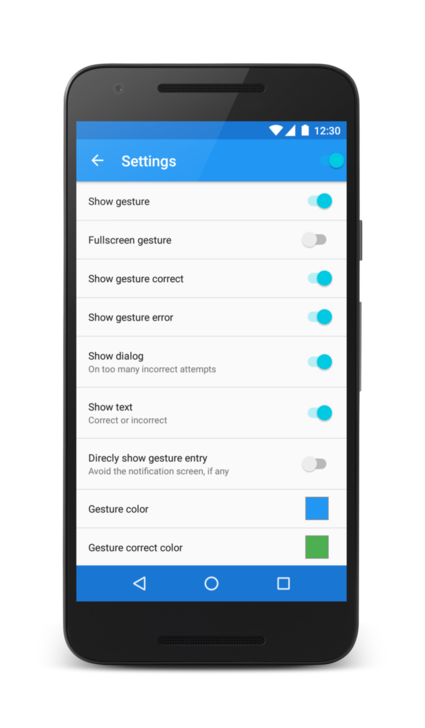 12:30
Settings
Show gesture
Fullscreen gesture
Show gesture correct
Show gesture error
Show dialog
On too many incorrect attempts
Show text
Correct or incorrect
Direcly show gesture entry
Avoid the notification screen, if any
Gesture color
Gesture correct color